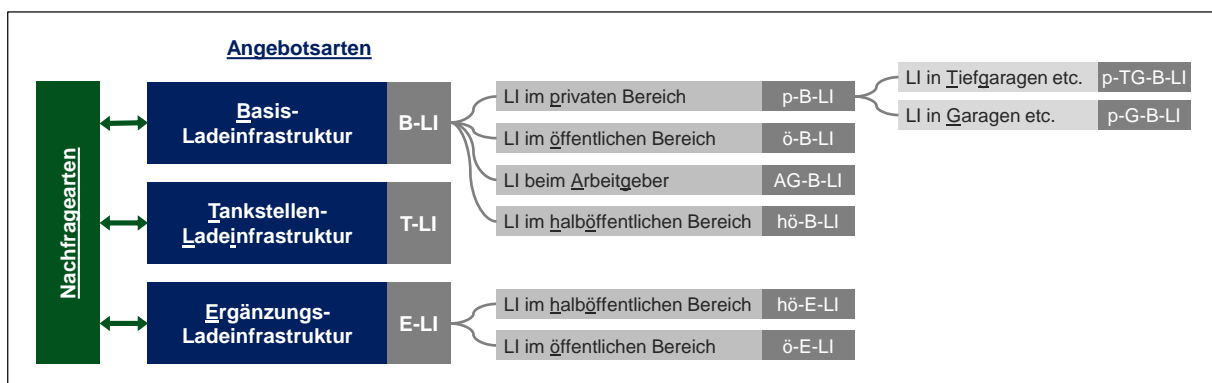 Angebotsarten
Nachfragearten
Basis-
Ladeinfrastruktur
B-LI
LI im privaten Bereich
p-B-LI
LI in Tiefgaragen etc.
p-TG-B-LI
LI in Garagen etc.
p-G-B-LI
LI im öffentlichen Bereich
ö-B-LI
LI beim Arbeitgeber
AG-B-LI
LI im halböffentlichen Bereich
hö-B-LI
Tankstellen-
Ladeinfrastruktur
T-LI
Ergänzungs-
Ladeinfrastruktur
E-LI
LI im halböffentlichen Bereich
hö-E-LI
LI im öffentlichen Bereich
ö-E-LI